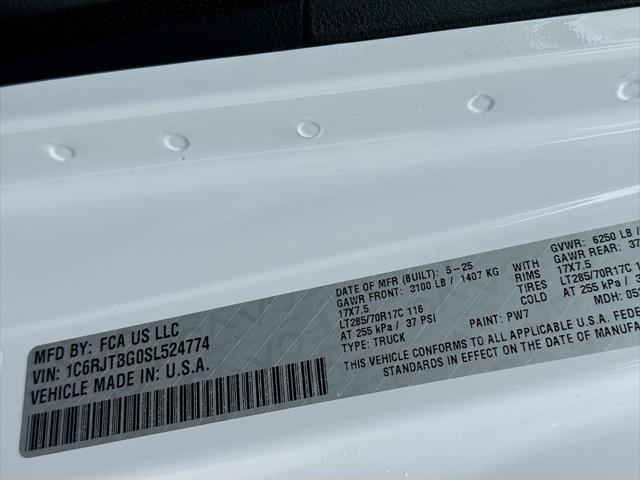 MFD BY: FCA US LLC
VIN: 1C6RJTBG0SL524774
VEHICLE MADE IN: U.S.A.
DATE OF MFR (BUILT): 5-25
GAWR FRONT: 3100 LB / 1407 KG
17X7.5
LT285/70R17C 116
AT 255 kPa / 37 PSI
TYPE: TRUCK
WITH
RIMS
TIRES
COLD
PAINT: PW7
GVWR: 6250 LB /
GAWR REAR: 37
17X7.5
LT285/70R17C 1
AT 255 kPa /
MDH: 05
THIS VEHICLE CONFORMS TO ALL APPLICABLE U.S.A. FEDE
STANDARDS IN EFFECT ON THE DATE OF MANUFA